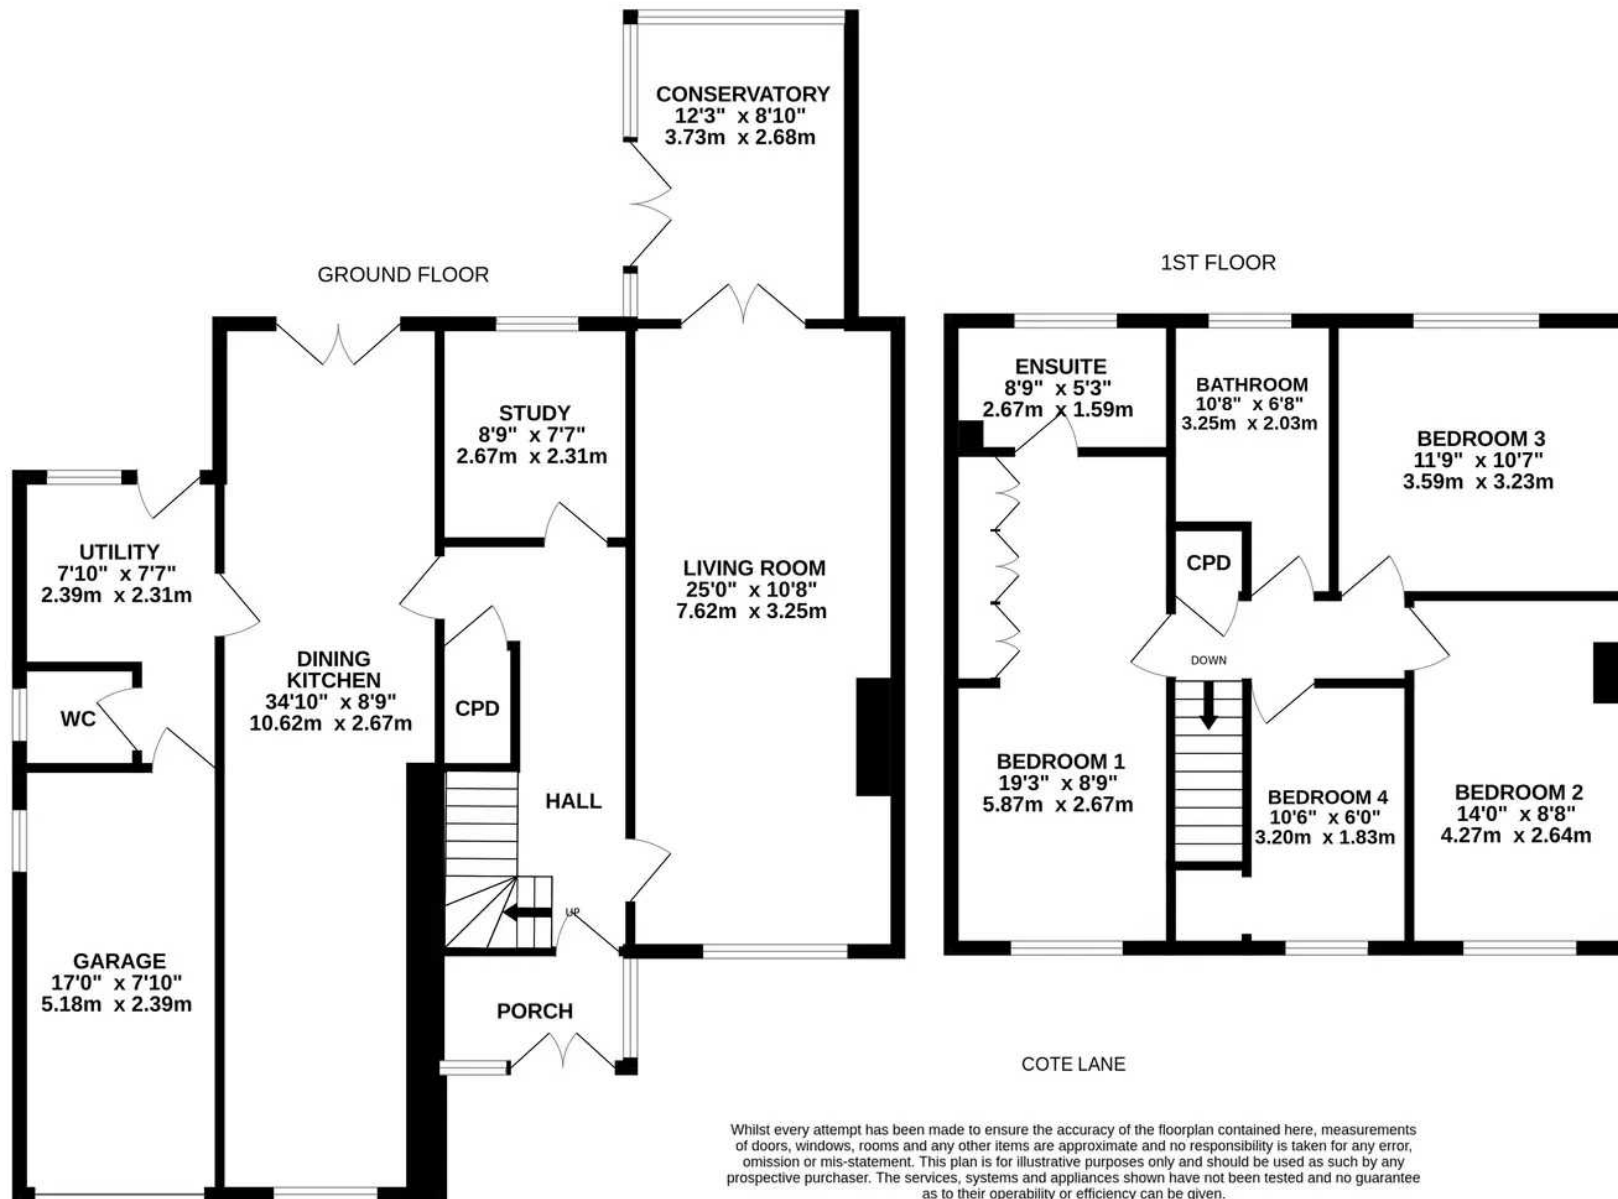 CONSERVATORY
12'3" x 8'10"
3.73m x 2.68m
GROUND FLOOR
STUDY
8'9" x 7'7"
2.67m x 2.31m
UTILITY
7'10" x 7'7"
2.39m x 2.31m
LIVING ROOM
25'0" x 10'8"
7.62m x 3.25m
DINING
KITCHEN
34'10" x 8'9"
10.62m x 2.67m
WC
CPD
HALL
UP
GARAGE
17'0" x 7'10"
5.18m x 2.39m
PORCH
1ST FLOOR
ENSUITE
8'9" x 5'3"
2.67m x 1.59m
BATHROOM
10'8" x 6'8"
3.25m x 2.03m
BEDROOM 3
11'9" x 10'7"
3.59m x 3.23m
CPD
DOWN
BEDROOM 1
19'3" x 8'9"
5.87m x 2.67m
BEDROOM 4
10'6" x 6'0"
3.20m x 1.83m
BEDROOM 2
14'0" x 8'8"
4.27m x 2.64m
COTE LANE
Whilst every attempt has been made to ensure the accuracy of the floorplan contained here, measurements
of doors, windows, rooms and any other items are approximate and no responsibility is taken for any error,
omission or mis-statement. This plan is for illustrative purposes only and should be used as such by any
prospective purchaser. The services, systems and appliances shown have not been tested and no guarantee
as to their operability or efficiency can be given.